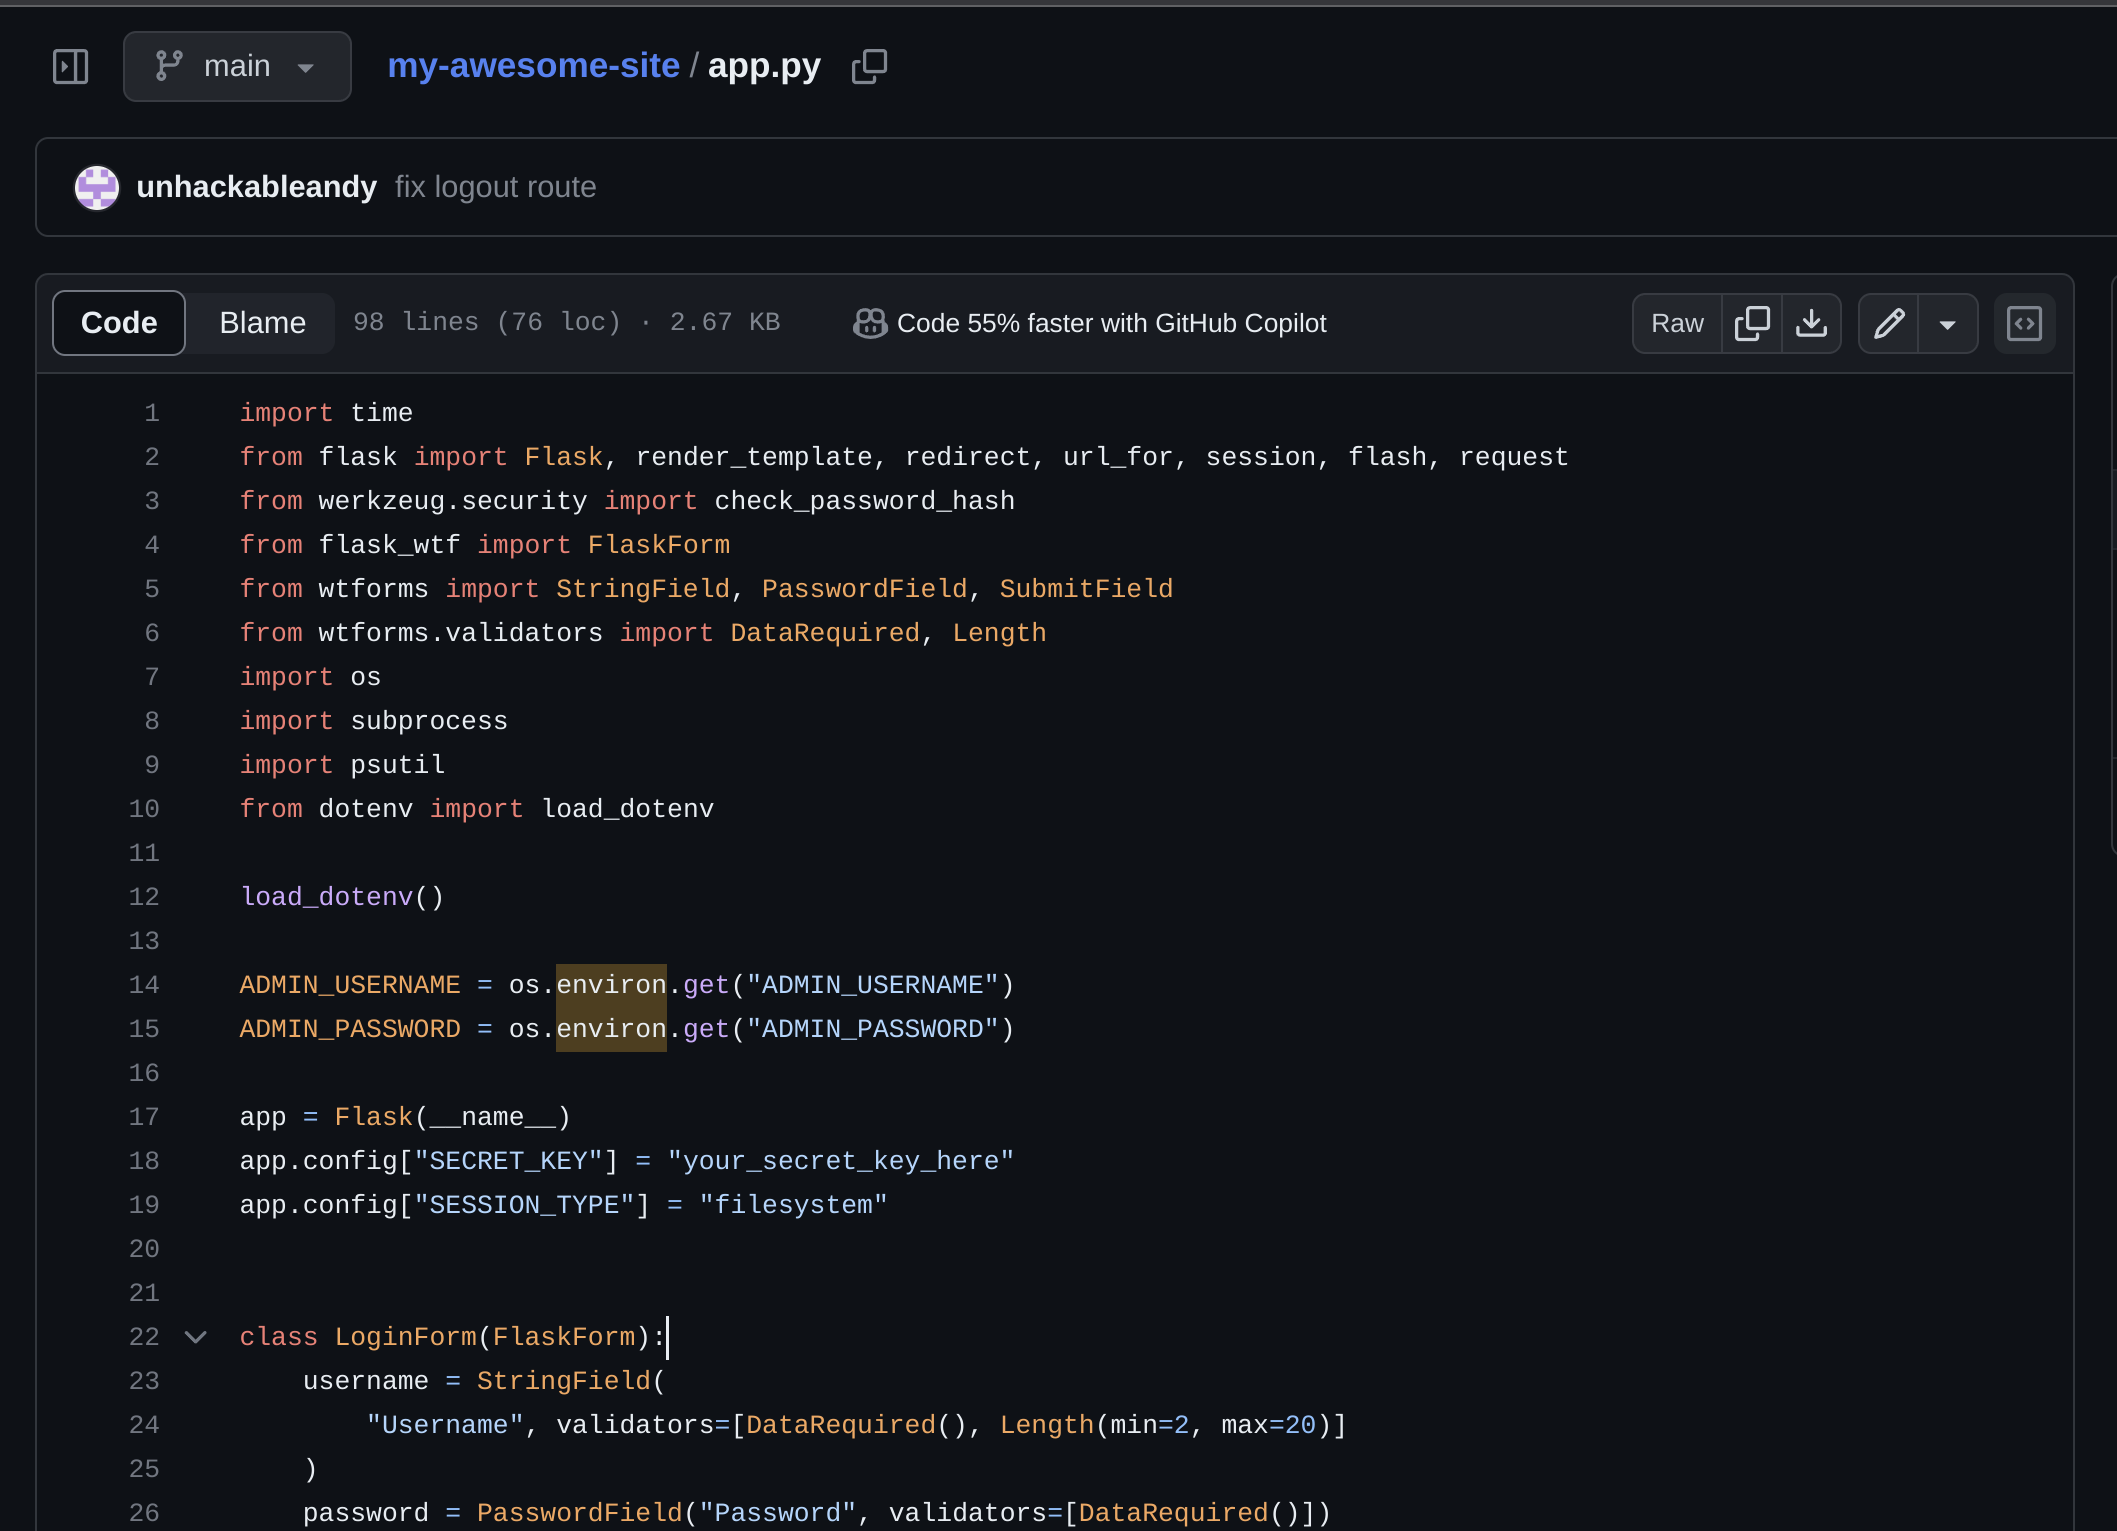 main
my-awesome-site / app.py
unhackableandy fix logout route
Code Blame 98 lines (76 loc) · 2.67 KB Code 55% faster with GitHub Copilot Raw
1 import time
2 from flask import Flask, render_template, redirect, url_for, session, flash, request
3 from werkzeug.security import check_password_hash
4 from flask_wtf import FlaskForm
5 from wtforms import StringField, PasswordField, SubmitField
6 from wtforms.validators import DataRequired, Length
7 import os
8 import subprocess
9 import psutil
10 from dotenv import load_dotenv
11
12 load_dotenv()
13
14 ADMIN_USERNAME = os.environ.get("ADMIN_USERNAME")
15 ADMIN_PASSWORD = os.environ.get("ADMIN_PASSWORD")
16
17 app = Flask(__name__)
18 app.config["SECRET_KEY"] = "your_secret_key_here"
19 app.config["SESSION_TYPE"] = "filesystem"
20
21
22 class LoginForm(FlaskForm):
23     username = StringField(
24         "Username", validators=[DataRequired(), Length(min=2, max=20)]
25     )
26     password = PasswordField("Password", validators=[DataRequired()])